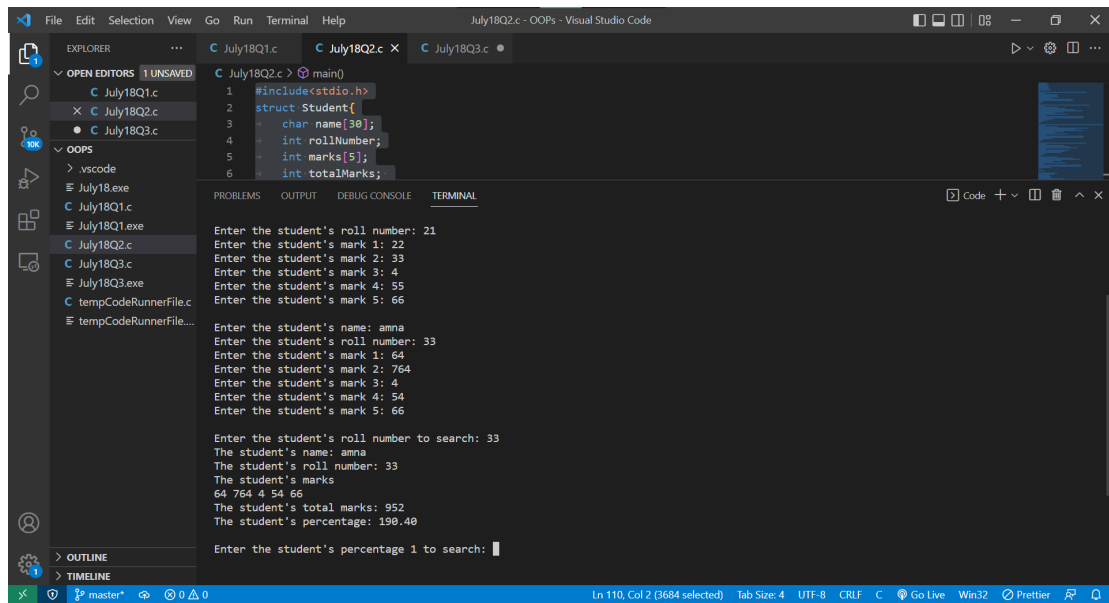 File Edit Selection View Go Run Terminal Help July18Q2.c - OOPs - Visual Studio Code
EXPLORER
OPEN EDITORS 1 UNSAVED
C July18Q1.c
C July18Q2.c
C July18Q3.c
OOPS
.vscode
July18.exe
C July18Q1.c
July18Q1.exe
C July18Q2.c
C July18Q3.c
July18Q3.exe
C tempCodeRunnerFile.c
tempCodeRunnerFile....
OUTLINE
TIMELINE
1
10K
1
C July18Q1.c C July18Q2.c C July18Q3.c
C July18Q2.c > main()
1 #include<stdio.h>
2 struct Student{
3 char name[30];
4 int rollNumber;
5 int marks[5];
6 int totalMarks;
PROBLEMS OUTPUT DEBUG CONSOLE TERMINAL Code
Enter the student's roll number: 21
Enter the student's mark 1: 22
Enter the student's mark 2: 33
Enter the student's mark 3: 4
Enter the student's mark 4: 55
Enter the student's mark 5: 66
Enter the student's name: amna
Enter the student's roll number: 33
Enter the student's mark 1: 64
Enter the student's mark 2: 764
Enter the student's mark 3: 4
Enter the student's mark 4: 54
Enter the student's mark 5: 66
Enter the student's roll number to search: 33
The student's name: amna
The student's roll number: 33
The student's marks
64 764 4 54 66
The student's total marks: 952
The student's percentage: 190.40
Enter the student's percentage 1 to search:
master* 0 0 Ln 110, Col 2 (3684 selected) Tab Size: 4 UTF-8 CRLF C Go Live Win32 Prettier